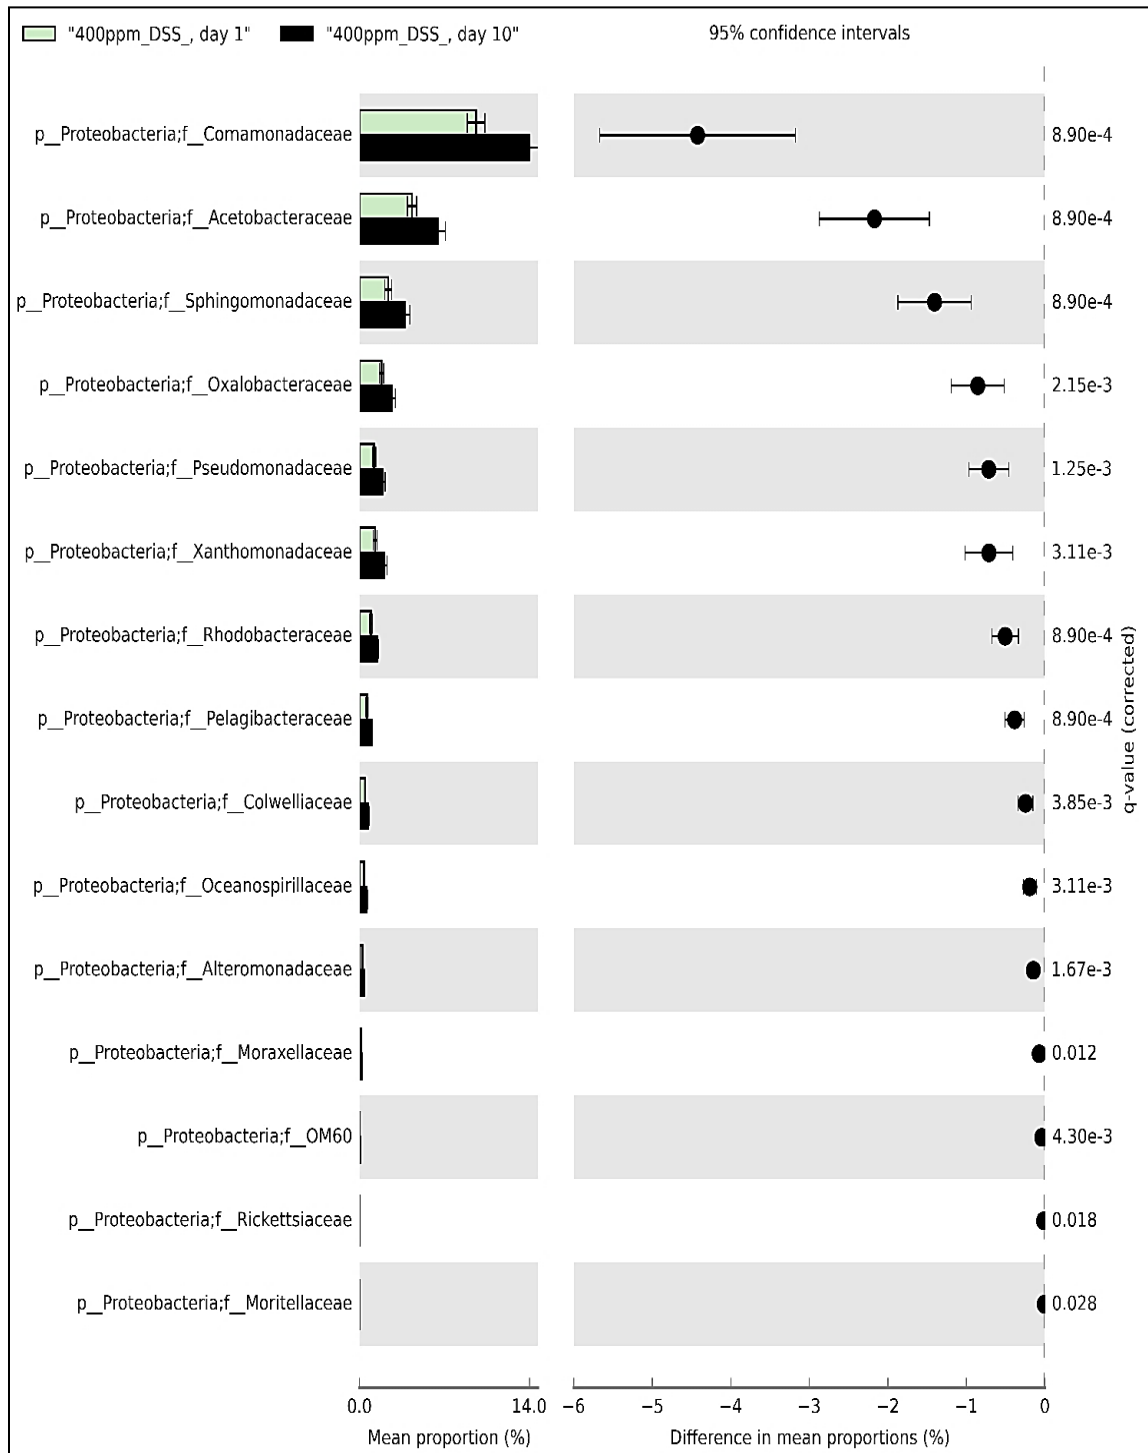 "400ppm_DSS_, day 1" "400ppm_DSS_, day 10" 95% confidence intervals
p__Proteobacteria;f__Comamonadaceae 8.90e-4
p__Proteobacteria;f__Acetobacteraceae 8.90e-4
p__Proteobacteria;f__Sphingomonadaceae 8.90e-4
p__Proteobacteria;f__Oxalobacteraceae 2.15e-3
p__Proteobacteria;f__Pseudomonadaceae 1.25e-3
p__Proteobacteria;f__Xanthomonadaceae 3.11e-3
p__Proteobacteria;f__Rhodobacteraceae 8.90e-4
p__Proteobacteria;f__Pelagibacteraceae 8.90e-4
p__Proteobacteria;f__Colwelliaceae 3.85e-3
p__Proteobacteria;f__Oceanospirillaceae 3.11e-3
p__Proteobacteria;f__Alteromonadaceae 1.67e-3
p__Proteobacteria;f__Moraxellaceae 0.012
p__Proteobacteria;f__OM60 4.30e-3
p__Proteobacteria;f__Rickettsiaceae 0.018
p__Proteobacteria;f__Moritellaceae 0.028
q-value (corrected)
0.0 14.0 −6 −5 −4 −3 −2 −1 0
Mean proportion (%) Difference in mean proportions (%)